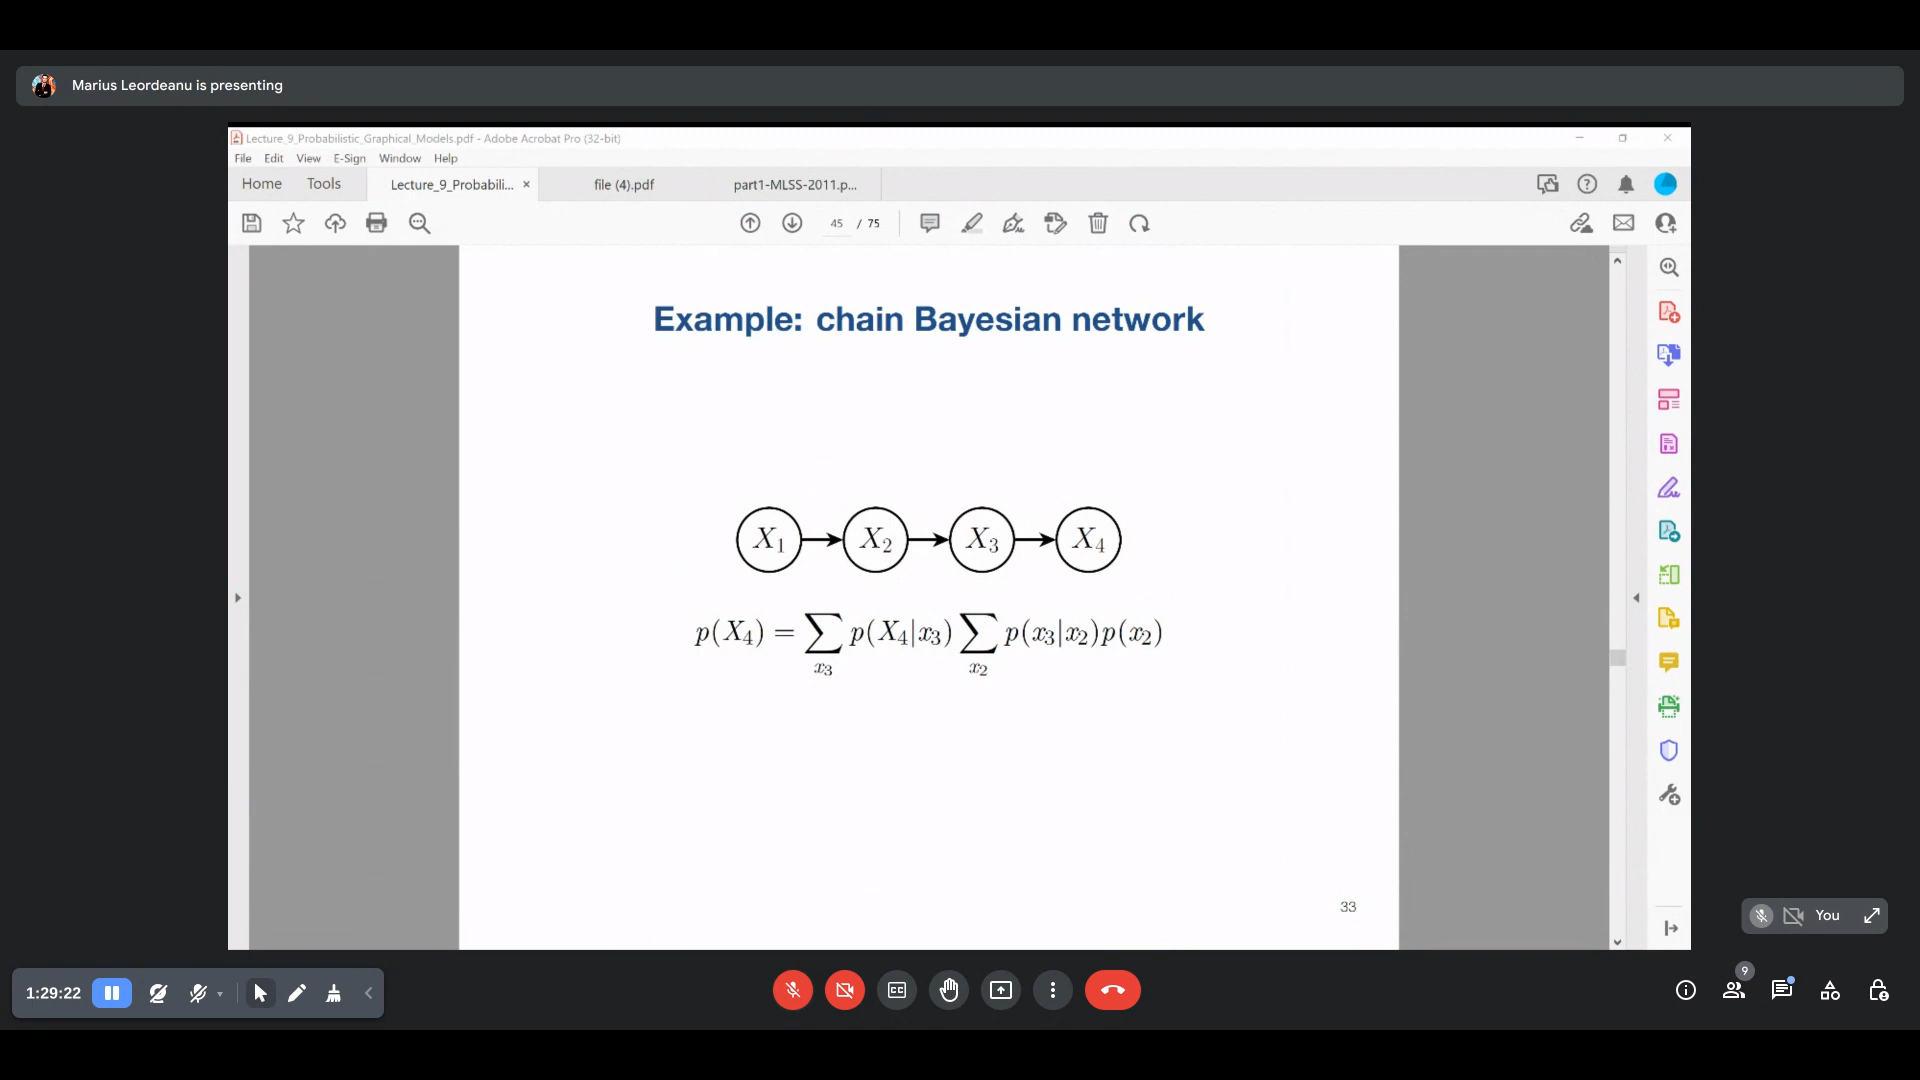 Marius Leordeanu is presenting
Lecture_9_Probabilistic_Graphical_Models.pdf - Adobe Acrobat Pro (32-bit)
File Edit View E-Sign Window Help
Home Tools Lecture_9_Probabili... × file (4).pdf part1-MLSS-2011.p...
45 / 75
Example: chain Bayesian network
X₁ X₂ X₃ X₄
p(X₄) = ∑ p(X₄|x₃) ∑ p(x₃|x₂)p(x₂)
x₃ x₂
33
You
1:29:22
9